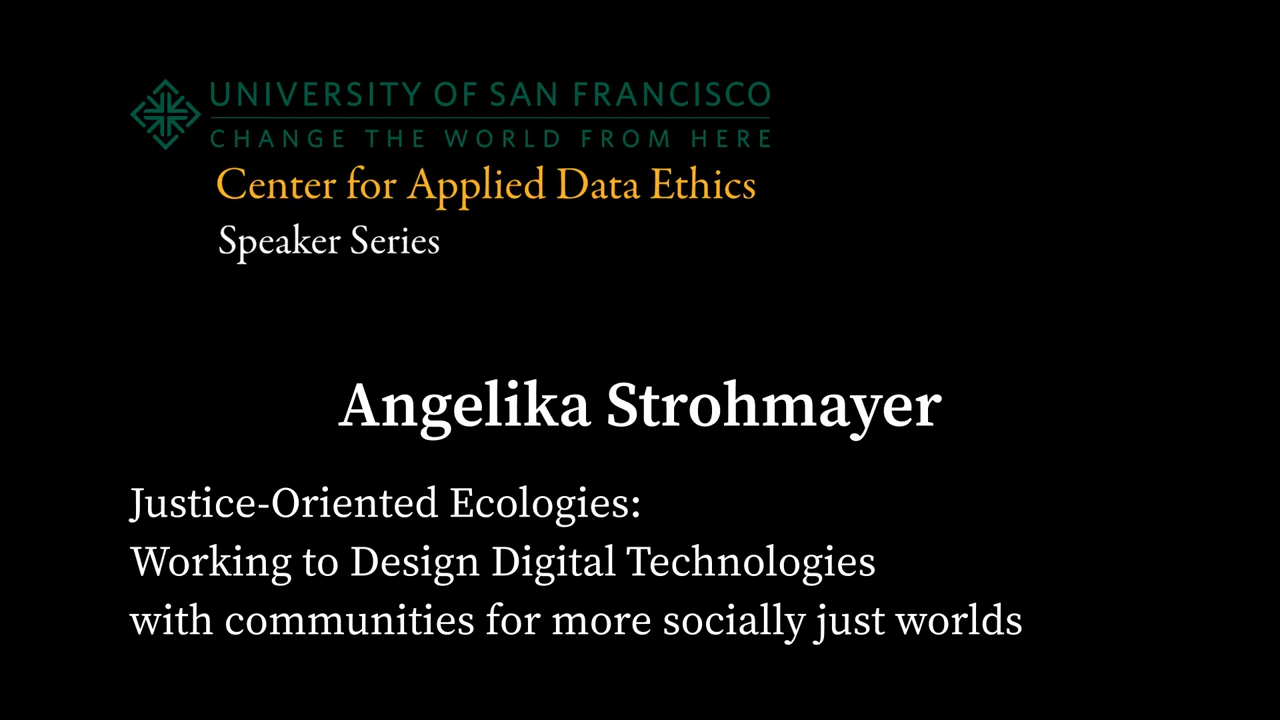 UNIVERSITY OF SAN FRANCISCO
CHANGE THE WORLD FROM HERE
Center for Applied Data Ethics
Speaker Series
Angelika Strohmayer
Justice-Oriented Ecologies:
Working to Design Digital Technologies
with communities for more socially just worlds